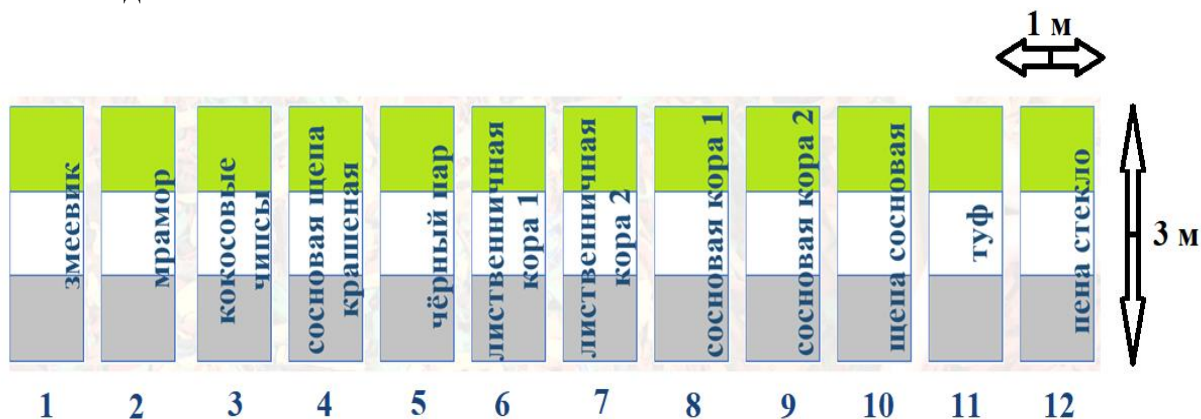 1 м
змеевик
мрамор
кокосовые
чипсы
сосновая щепа
крашеная
чёрный пар
лиственничная
кора 1
лиственничная
кора 2
сосновая кора 1
сосновая кора 2
щепа сосновая
туф
пена стекло
3 м
1 2 3 4 5 6 7 8 9 10 11 12